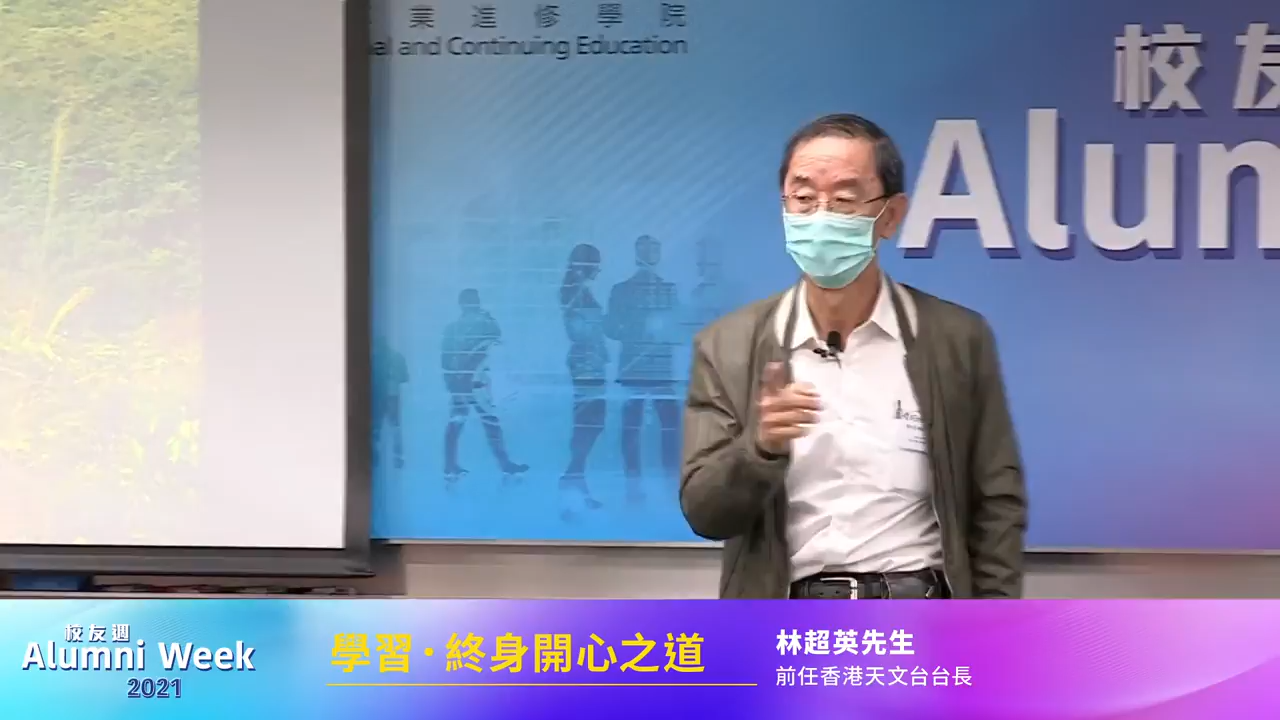 業進修學院
al and Continuing Education
校友
Alum
校友週
Alumni Week
2021
學習·終身開心之道
林超英先生
前任香港天文台台長